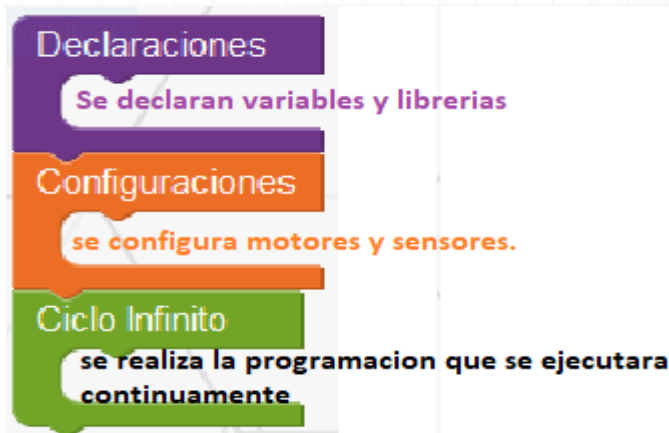 Declaraciones
Se declaran variables y librerias
Configuraciones
se configura motores y sensores.
Ciclo Infinito
se realiza la programacion que se ejecutara
continuamente